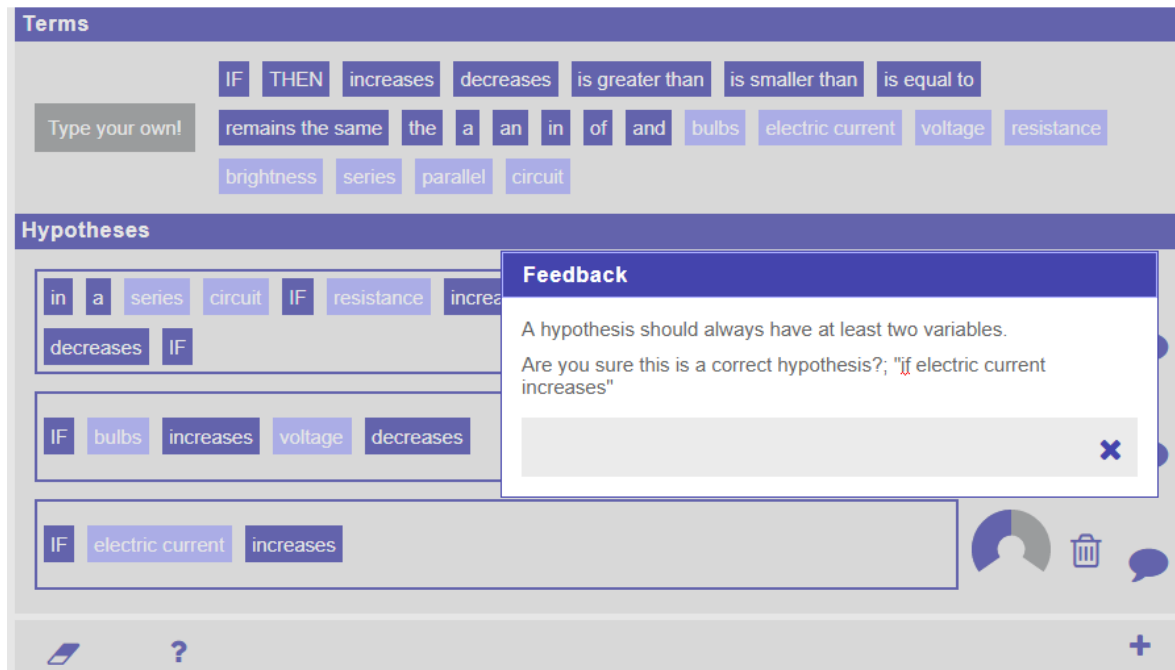 Terms
IF THEN increases decreases is greater than is smaller than is equal to
Type your own! remains the same the a an in of and bulbs electric current voltage resistance
brightness series parallel circuit
Hypotheses
in a series circuit IF resistance increa
decreases IF
IF bulbs increases voltage decreases
IF electric current increases
Feedback
A hypothesis should always have at least two variables.
Are you sure this is a correct hypothesis?; "if electric current
increases"
?